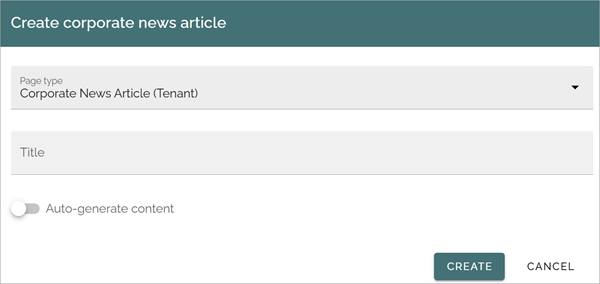 Create corporate news article
Page type
Corporate News Article (Tenant)
Title
Auto-generate content
CREATE CANCEL